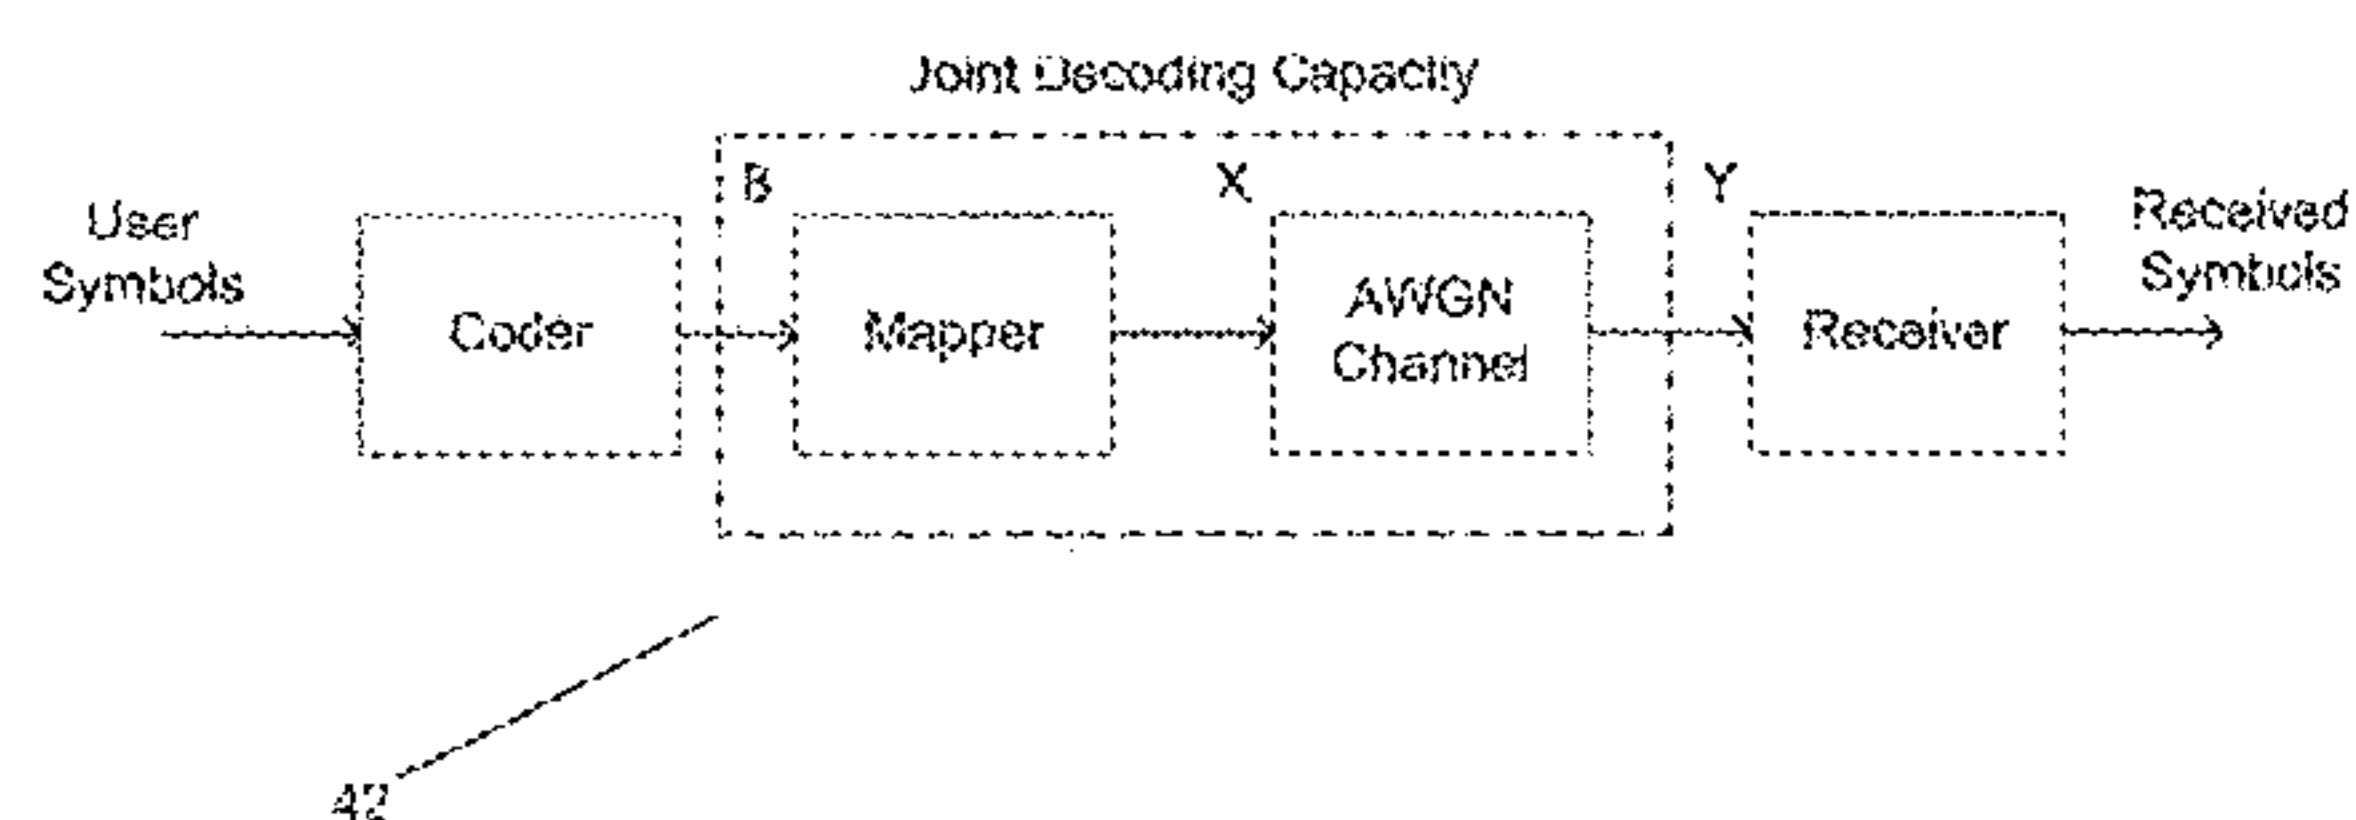 Joint Decoding Capacity
B
X
Y
User
Symbols
Coder
Mapper
AWGN
Channel
Receiver
Received
Symbols
42